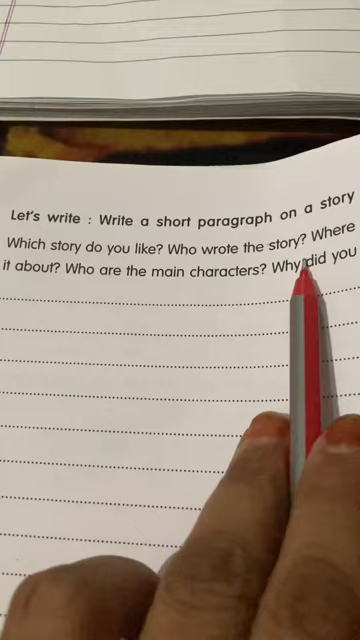 Let's write : Write a short paragraph on a story
Which story do you like? Who wrote the story? Where
it about? Who are the main characters? Why did you